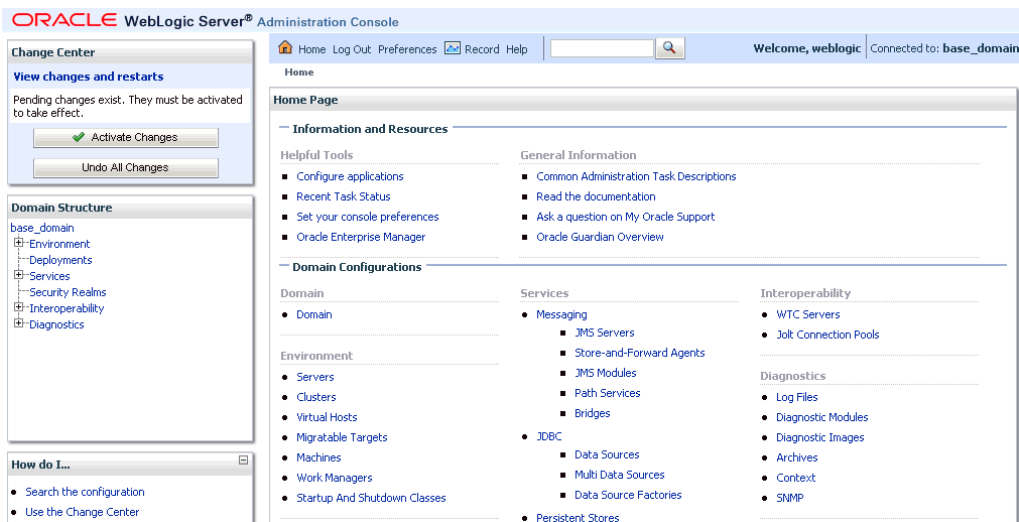 ORACLE WebLogic Server® Administration Console
Change Center
View changes and restarts
Pending changes exist. They must be activated
to take effect.
Activate Changes
Undo All Changes
Domain Structure
base_domain
Environment
Deployments
Services
Security Realms
Interoperability
Diagnostics
How do I...
Search the configuration
Use the Change Center
Home Log Out Preferences Record Help
Welcome, weblogic Connected to: base_domain
Home
Home Page
Information and Resources
Helpful Tools
Configure applications
Recent Task Status
Set your console preferences
Oracle Enterprise Manager
General Information
Common Administration Task Descriptions
Read the documentation
Ask a question on My Oracle Support
Oracle Guardian Overview
Domain Configurations
Domain
Domain
Environment
Servers
Clusters
Virtual Hosts
Migratable Targets
Machines
Work Managers
Startup And Shutdown Classes
Services
Messaging
JMS Servers
Store-and-Forward Agents
JMS Modules
Path Services
Bridges
JDBC
Data Sources
Multi Data Sources
Data Source Factories
Persistent Stores
Interoperability
WTC Servers
Jolt Connection Pools
Diagnostics
Log Files
Diagnostic Modules
Diagnostic Images
Archives
Context
SNMP